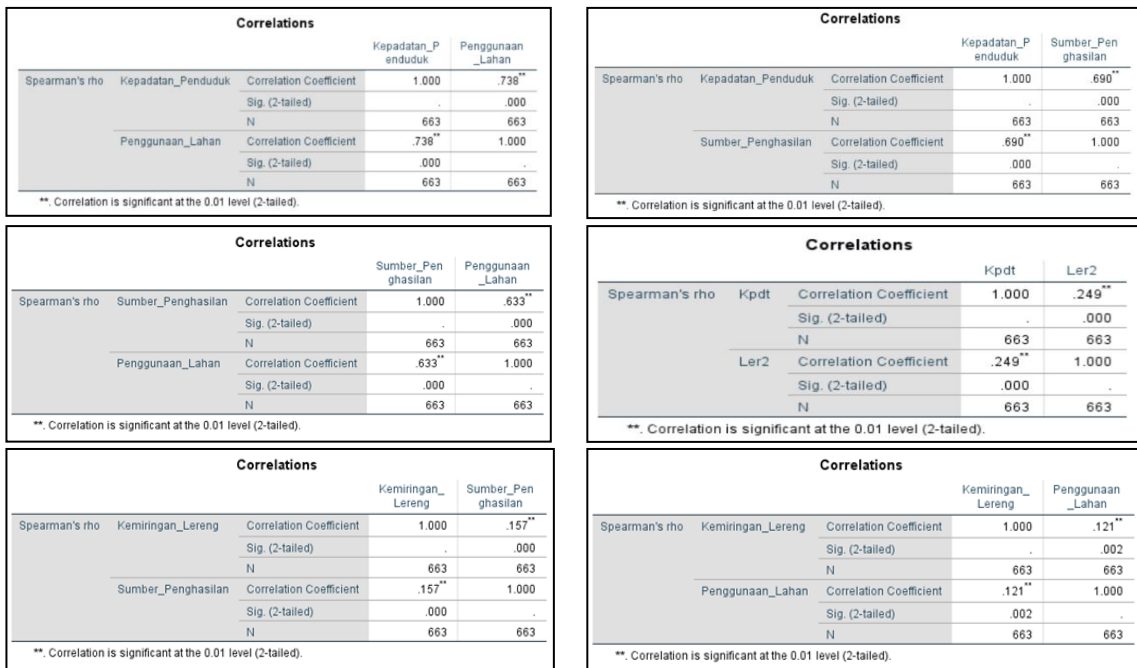 Correlations
Kepadatan_P
enduduk
Penggunaan
_Lahan
Spearman's rho Kepadatan_Penduduk Correlation Coefficient 1.000 .738**
Sig. (2-tailed) . .000
N 663 663
Penggunaan_Lahan Correlation Coefficient .738** 1.000
Sig. (2-tailed) .000 .
N 663 663
**. Correlation is significant at the 0.01 level (2-tailed).
Correlations
Kepadatan_P
enduduk
Sumber_Pen
ghasilan
Spearman's rho Kepadatan_Penduduk Correlation Coefficient 1.000 .690**
Sig. (2-tailed) . .000
N 663 663
Sumber_Penghasilan Correlation Coefficient .690** 1.000
Sig. (2-tailed) .000 .
N 663 663
**. Correlation is significant at the 0.01 level (2-tailed).
Correlations
Sumber_Pen
ghasilan
Penggunaan
_Lahan
Spearman's rho Sumber_Penghasilan Correlation Coefficient 1.000 .633**
Sig. (2-tailed) . .000
N 663 663
Penggunaan_Lahan Correlation Coefficient .633** 1.000
Sig. (2-tailed) .000 .
N 663 663
**. Correlation is significant at the 0.01 level (2-tailed).
Correlations
Kpdt Ler2
Spearman's rho Kpdt Correlation Coefficient 1.000 .249**
Sig. (2-tailed) . .000
N 663 663
Ler2 Correlation Coefficient .249** 1.000
Sig. (2-tailed) .000 .
N 663 663
**. Correlation is significant at the 0.01 level (2-tailed).
Correlations
Kemiringan_
Lereng
Sumber_Pen
ghasilan
Spearman's rho Kemiringan_Lereng Correlation Coefficient 1.000 .157**
Sig. (2-tailed) . .000
N 663 663
Sumber_Penghasilan Correlation Coefficient .157** 1.000
Sig. (2-tailed) .000 .
N 663 663
**. Correlation is significant at the 0.01 level (2-tailed).
Correlations
Kemiringan_
Lereng
Penggunaan
_Lahan
Spearman's rho Kemiringan_Lereng Correlation Coefficient 1.000 .121**
Sig. (2-tailed) . .002
N 663 663
Penggunaan_Lahan Correlation Coefficient .121** 1.000
Sig. (2-tailed) .002 .
N 663 663
**. Correlation is significant at the 0.01 level (2-tailed).